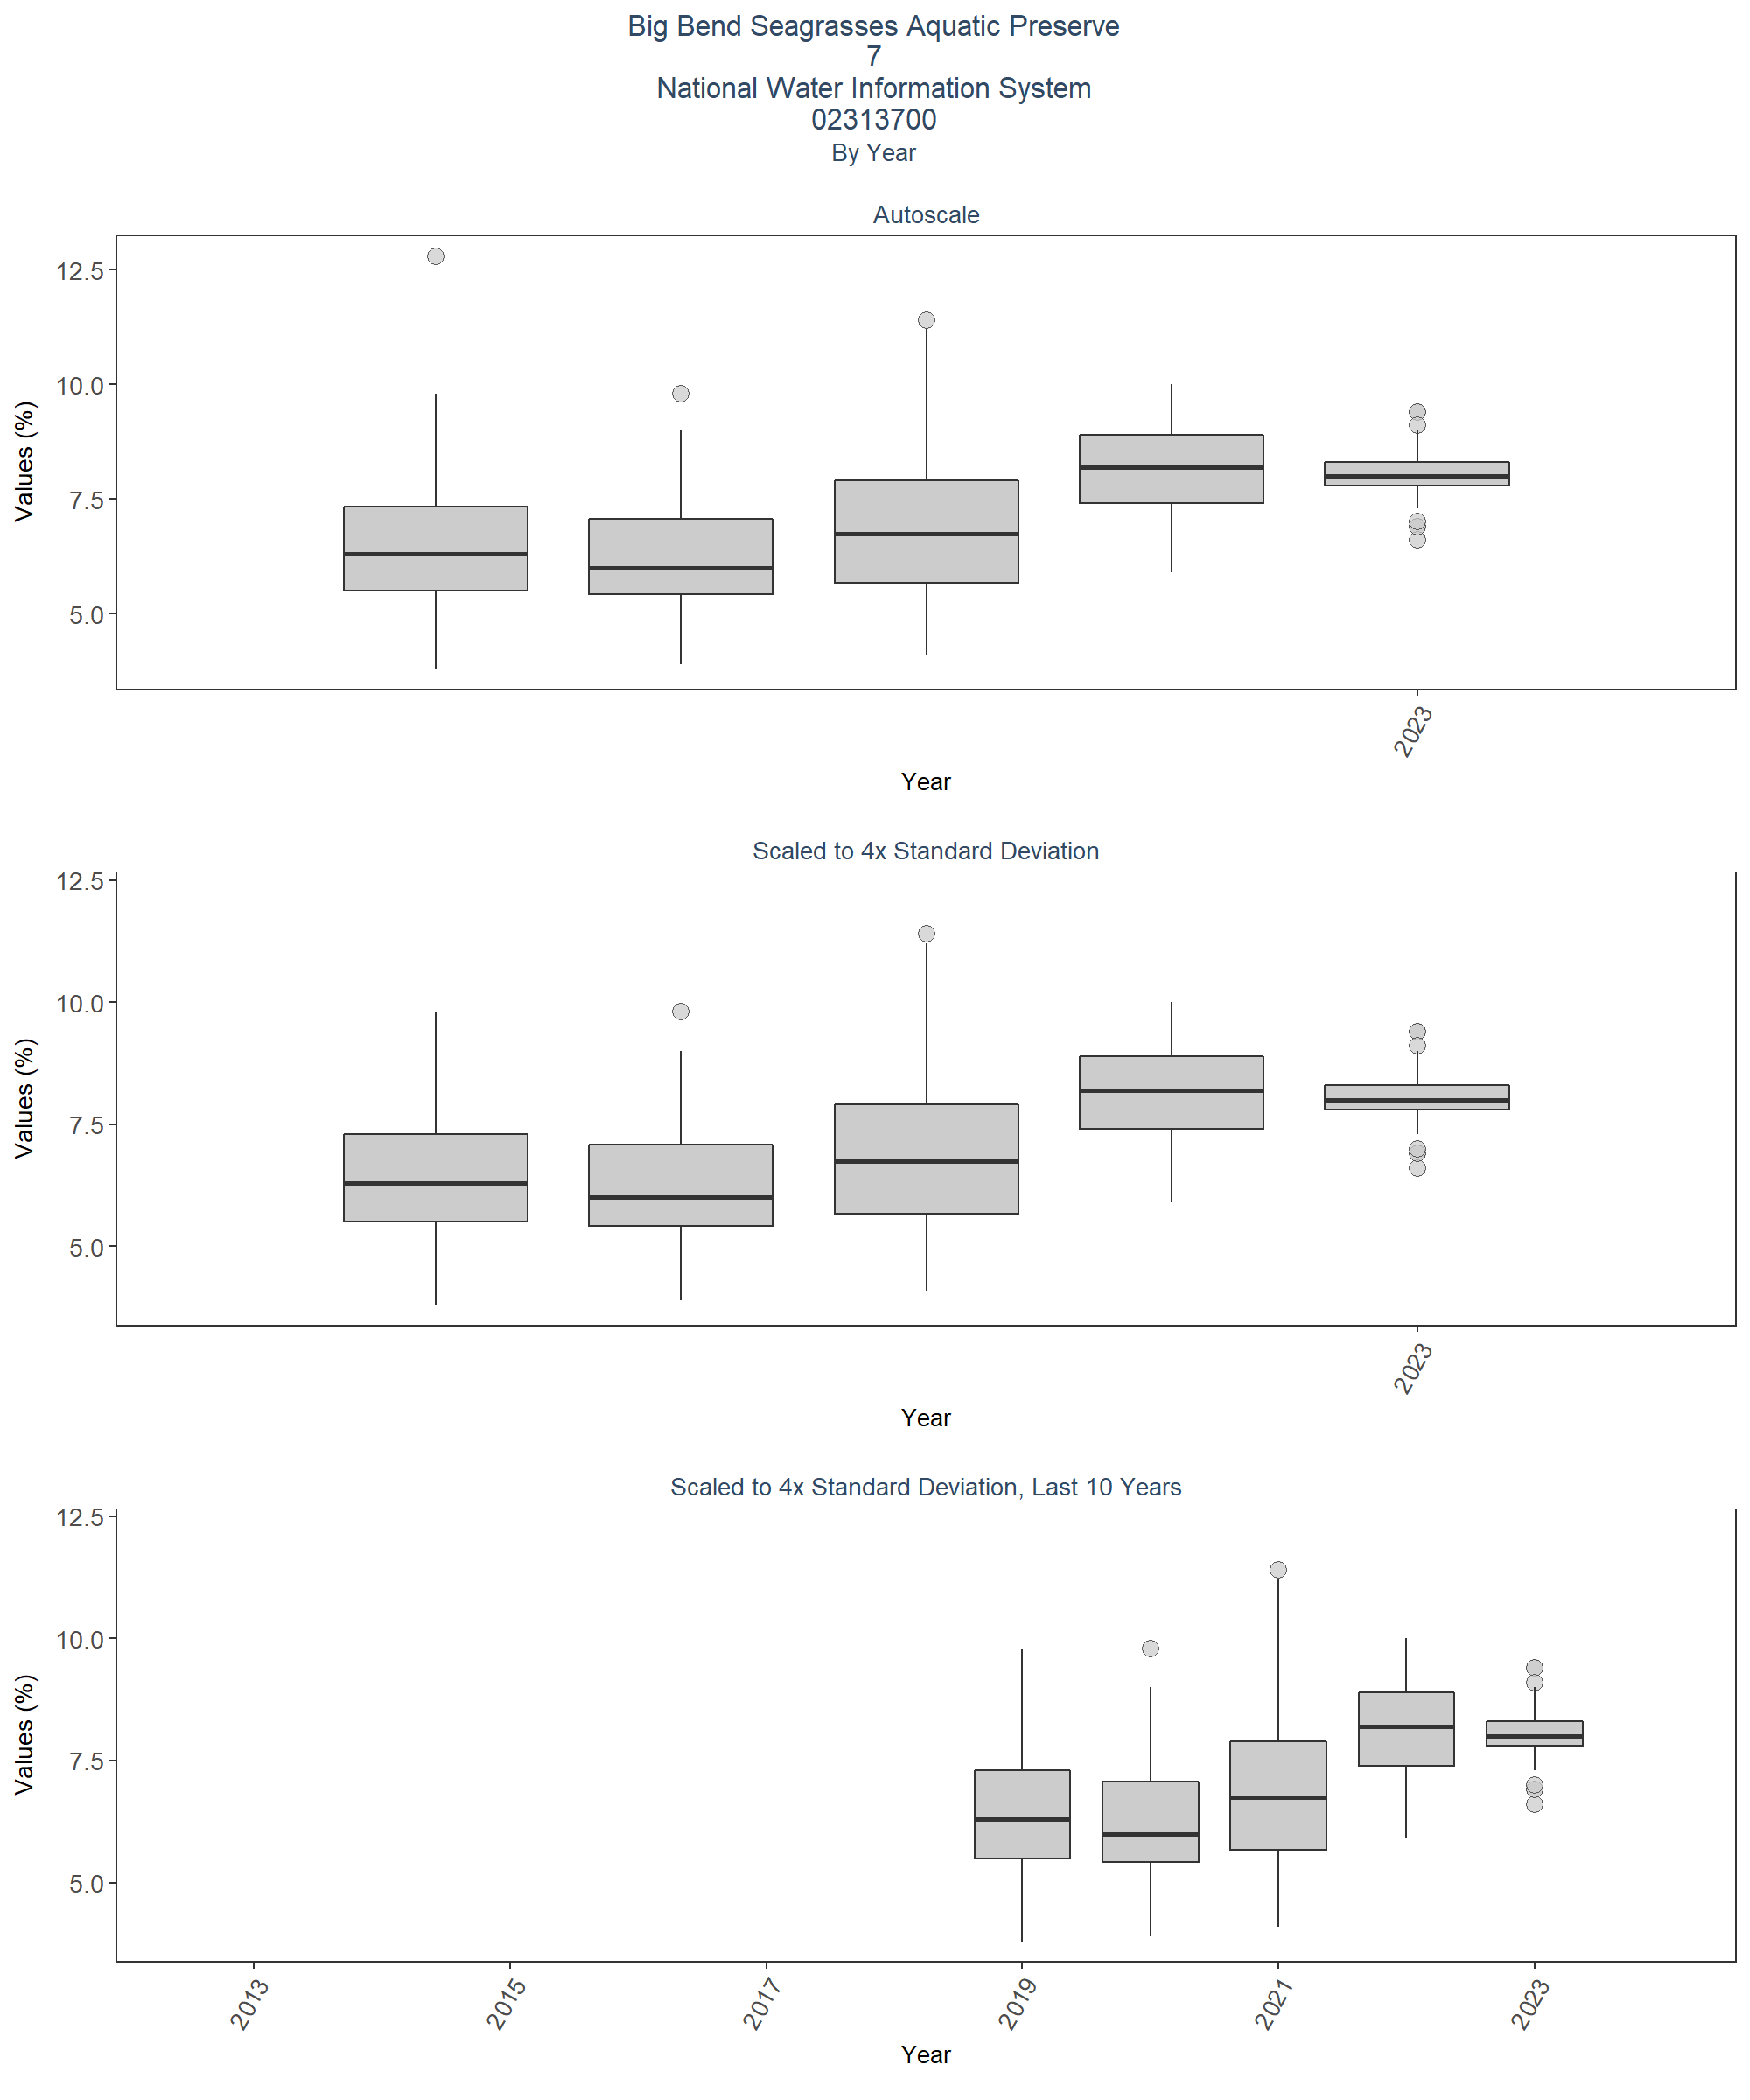 Big Bend Seagrasses Aquatic Preserve
7
National Water Information System
02313700
By Year
Autoscale
12.5
10.0
7.5
5.0
Values (%)
2023
Year
Scaled to 4x Standard Deviation
12.5
10.0
7.5
5.0
Values (%)
2023
Year
Scaled to 4x Standard Deviation, Last 10 Years
12.5
10.0
7.5
5.0
Values (%)
2013 2015 2017 2019 2021 2023
Year